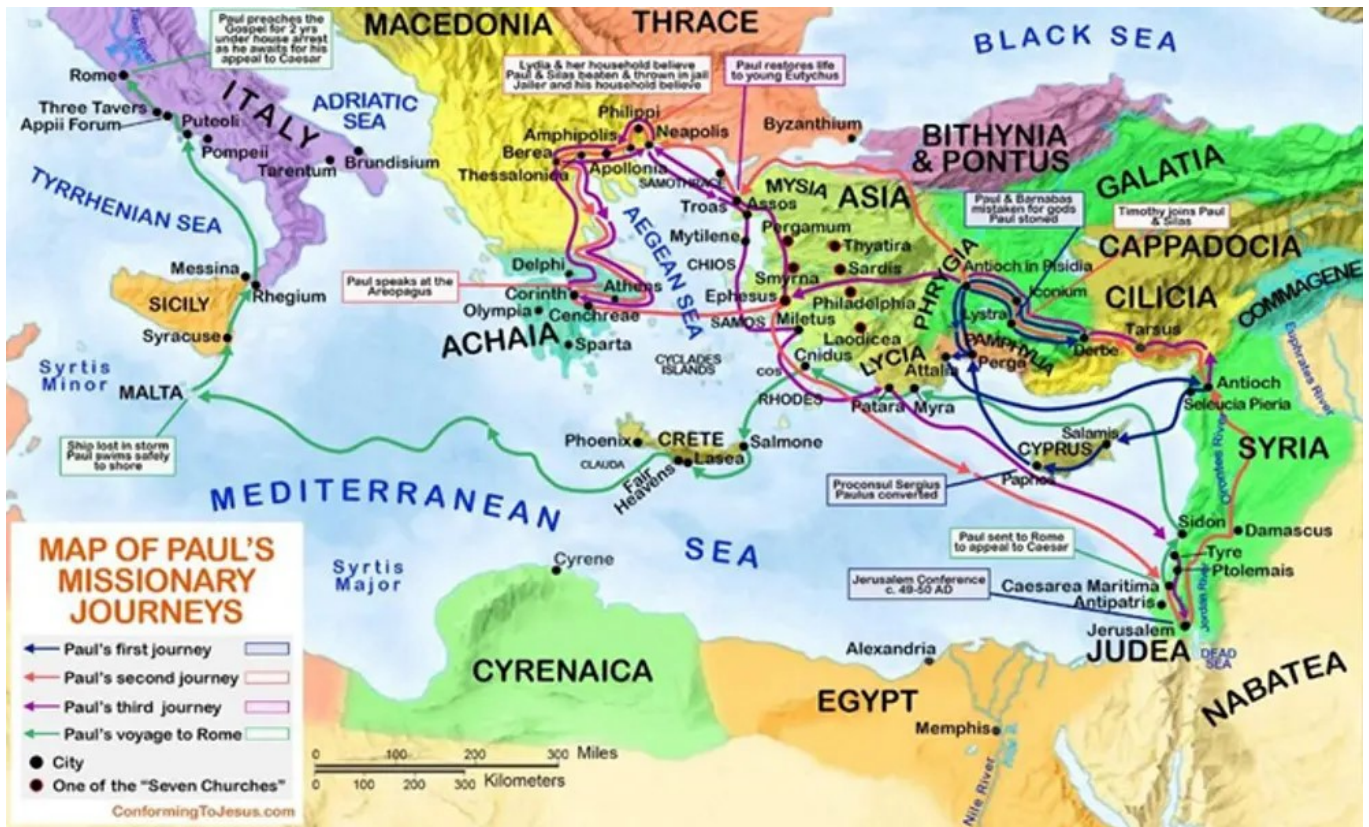 Paul preaches the
Gospel for 2 yrs
under house arrest
as he awaits for his
appeal to Caesar
MACEDONIA
THRACE
BLACK SEA
Lydia & her household believe
Paul & Silas beaten & thrown in jail
Jailer and his household believe
Paul restores life
to young Eutychus
Rome
ITALY
ADRIATIC
SEA
Three Tavers
Appii Forum
Puteoli
Pompeii
Tarentum
Brundisium
Philippi
Neapolis
Amphipolis
Berea
Apollonia
Thessalonica
SAMOTHRACE
Byzanthium
BITHYNIA
& PONTUS
GALATIA
TYRRHENIAN SEA
AEGEAN SEA
MYSIA
ASIA
Troas
Assos
Pergamum
Mytilene
Thyatira
CHIOS
Smyrna
Sardis
Paul & Barnabas
mistaken for gods
Paul stoned
Timothy joins Paul
& Silas
CAPPADOCIA
COMMAGENE
PHRYGIA
Antioch in Pisidia
Iconium
CILICIA
Messina
SICILY
Rhegium
Syracuse
Paul speaks at the
Areopagus
Delphi
Corinth
Athens
Olympia
Cenchreae
ACHAIA
Sparta
Ephesus
Philadelphia
SAMOS
Miletus
Laodicea
Lystra
Derbe
Tarsus
PAMPHYLIA
LYCIA
Perga
Attalia
Cnidus
COS
CYCLADES
ISLANDS
RHODES
Patara
Myra
Antioch
Seleucia Pieria
Euphrates River
Syrtis
Minor
MALTA
Ship lost in storm
Paul swims safely
to shore
Phoenix
CRETE
Salmone
CLAUDA
Lasea
Fair
Heavens
Salamis
CYPRUS
Paphos
Proconsul Sergius
Paulus converted
SYRIA
MEDITERRANEAN
SEA
Paul sent to Rome
to appeal to Caesar
Sidon
Damascus
Tyre
Ptolemais
Caesarea Maritima
Antipatris
Jordan River
Jerusalem Conference
c. 49-50 AD
Jerusalem
JUDEA
DEAD
SEA
NABATEA
Syrtis
Major
Cyrene
CYRENAICA
Alexandria
EGYPT
Memphis
Nile River
MAP OF PAUL'S
MISSIONARY
JOURNEYS
Paul's first journey
Paul's second journey
Paul's third journey
Paul's voyage to Rome
City
One of the "Seven Churches"
ConformingToJesus.com
0 100 200 300 Miles
0 100 200 300 Kilometers